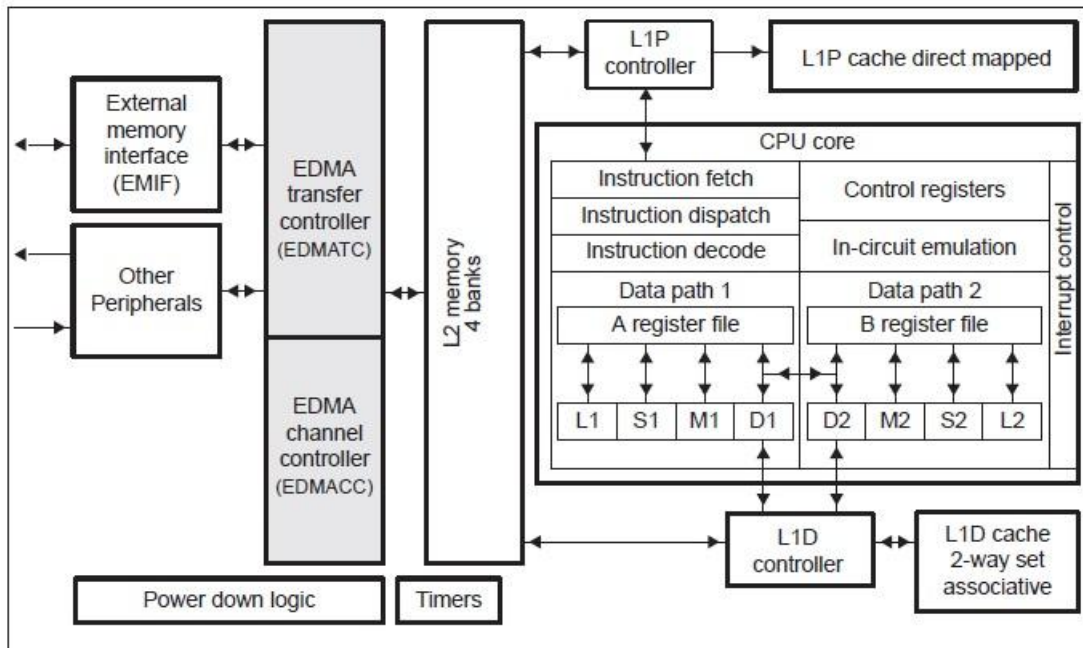 External
memory
interface
(EMIF)
Other
Peripherals
EDMA
transfer
controller
(EDMATC)
EDMA
channel
controller
(EDMACC)
L2 memory
4 banks
L1P
controller
L1P cache direct mapped
CPU core
Instruction fetch
Instruction dispatch
Instruction decode
Control registers
In-circuit emulation
Interrupt control
Data path 1
A register file
L1 S1 M1 D1
Data path 2
B register file
D2 M2 S2 L2
L1D
controller
L1D cache
2-way set
associative
Power down logic
Timers